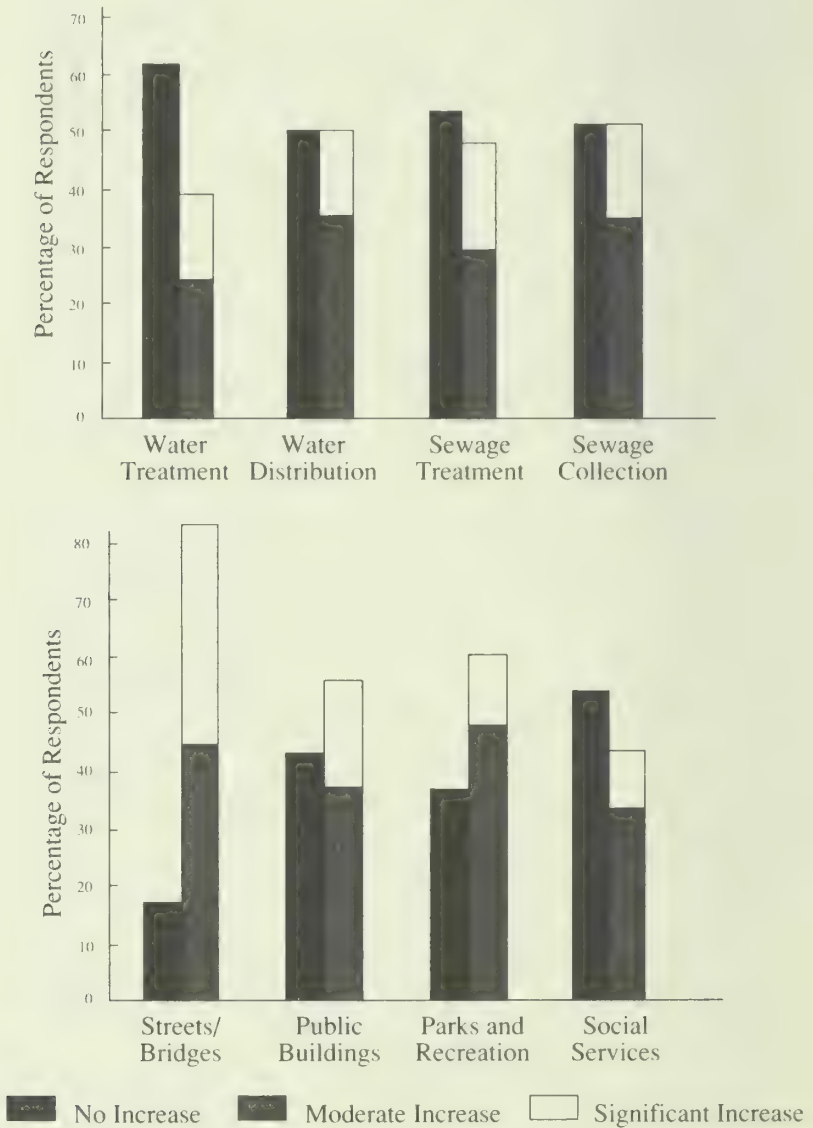 70
60
50
40
30
20
10
0
Percentage of Respondents
Water Treatment
Water Distribution
Sewage Treatment
Sewage Collection
80
70
60
50
40
30
20
10
0
Percentage of Respondents
Streets/ Bridges
Public Buildings
Parks and Recreation
Social Services
No Increase
Moderate Increase
Significant Increase